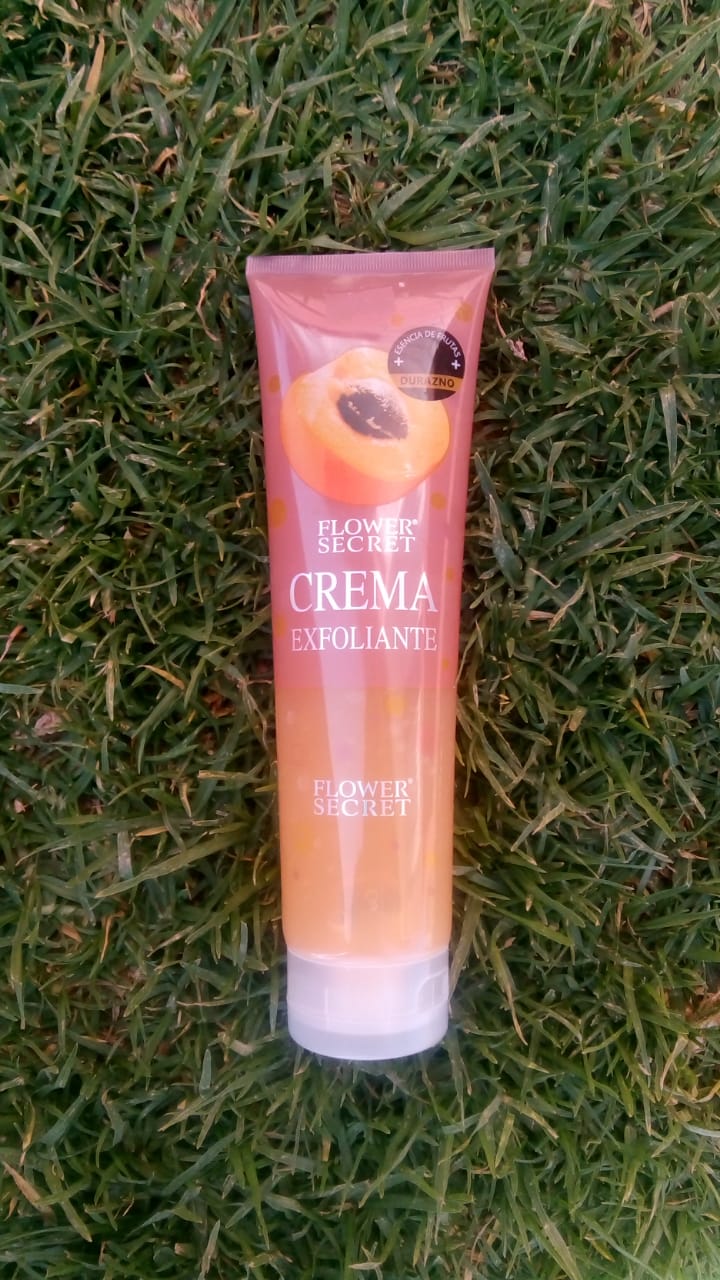 + ESENCIA DE FRUTAS +
DURAZNO
FLOWER®
SECRET
CREMA
EXFOLIANTE
FLOWER®
SECRET